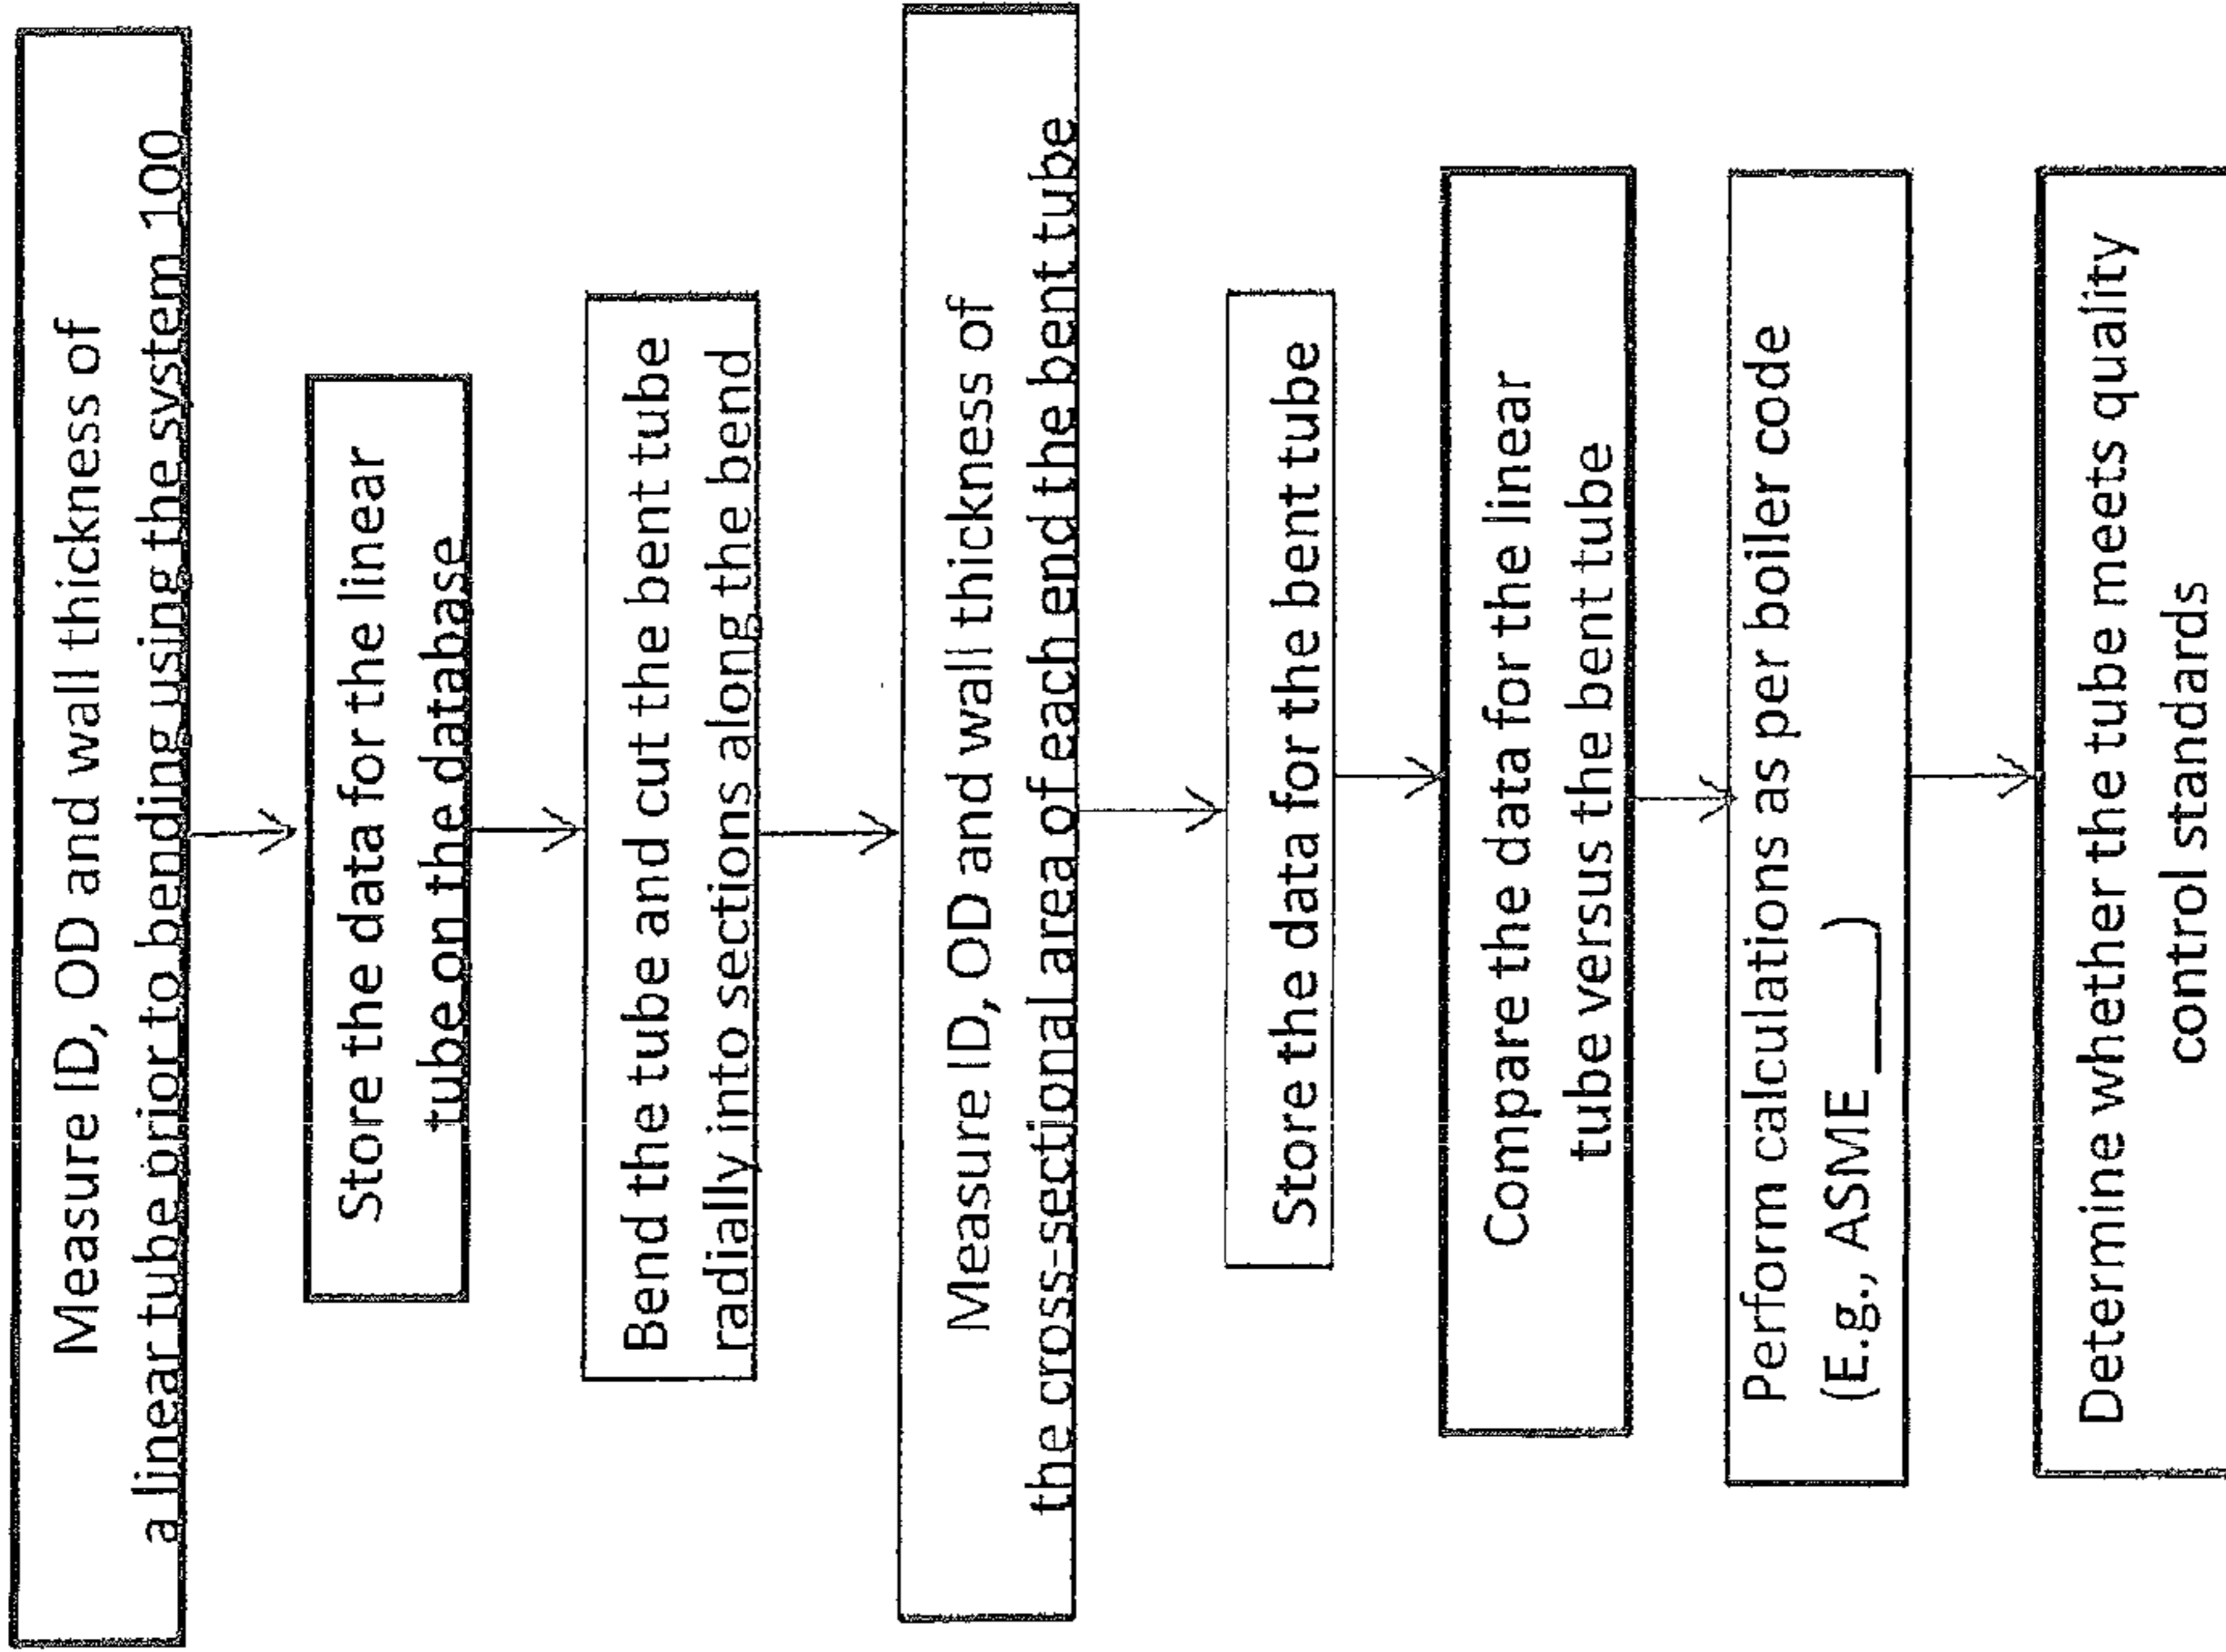 Measure ID, OD and wall thickness of
a linear tube prior to bending using the system 100
Store the data for the linear
tube on the database
Bend the tube and cut the bent tube
radially into sections along the bend
Measure ID, OD and wall thickness of
the cross-sectional area of each end the bent tube
Store the data for the bent tube
Compare the data for the linear
tube versus the bent tube
Perform calculations as per boiler code
(E.g., ASME ____)
Determine whether the tube meets quality
control standards